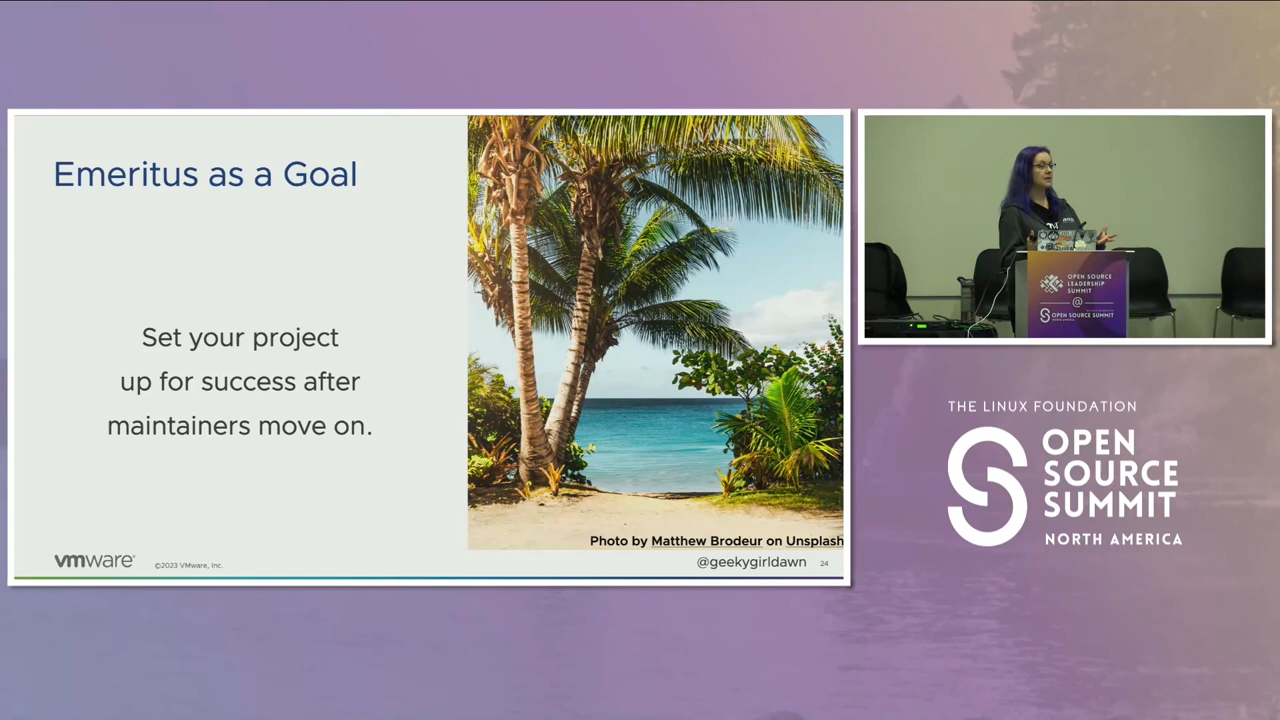 Emeritus as a Goal
Set your project
up for success after
maintainers move on.
Photo by Matthew Brodeur on Unsplash
vmware®
©2023 VMware, Inc.
@geekygirldawn
24
OPEN SOURCE
LEADERSHIP
SUMMIT
@
OPEN SOURCE SUMMIT
NORTH AMERICA
THE LINUX FOUNDATION
OPEN
SOURCE
SUMMIT
NORTH AMERICA